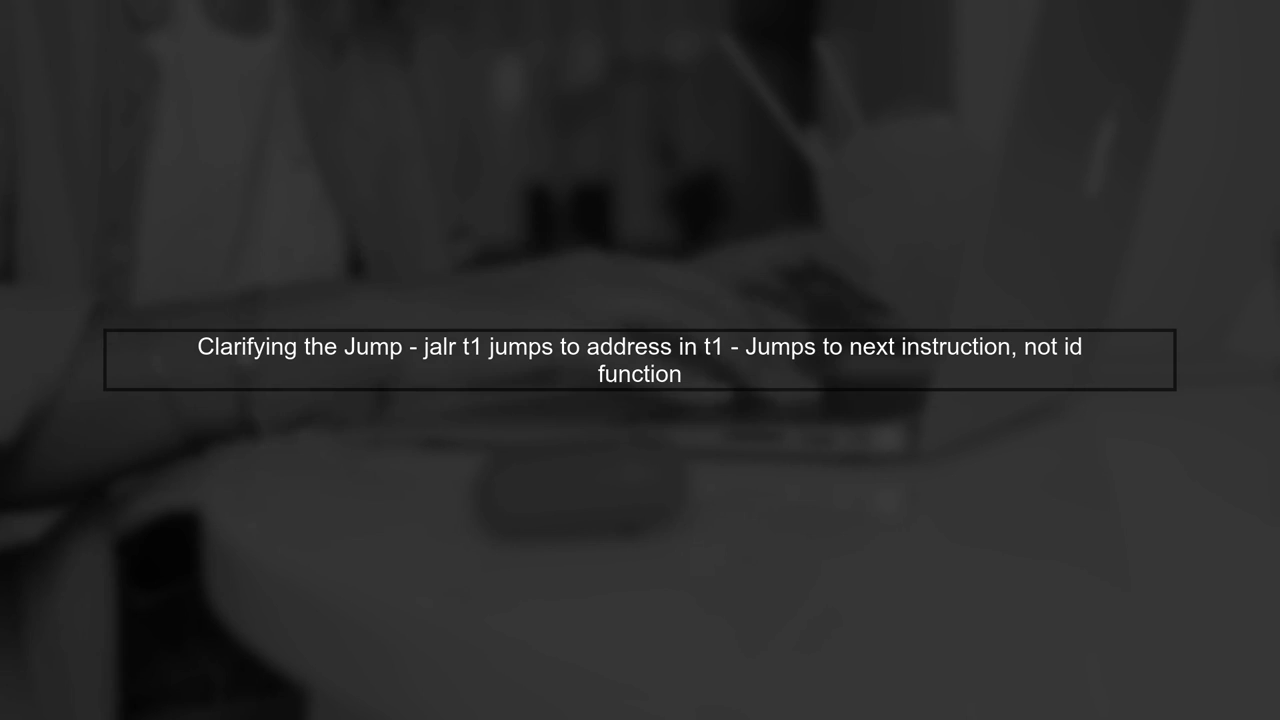 Clarifying the Jump - jalr t1 jumps to address in t1 - Jumps to next instruction, not id
function